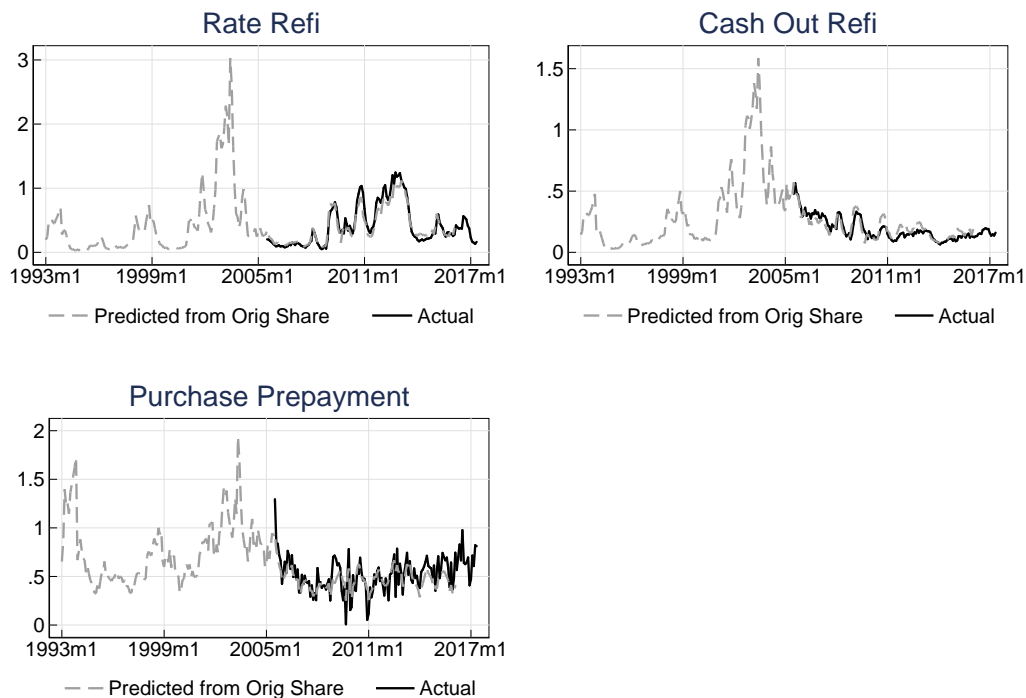 Rate Refi
3
2
1
0
1993m1 1999m1 2005m1 2011m1 2017m1
Predicted from Orig Share Actual
Cash Out Refi
1.5
1
.5
0
1993m1 1999m1 2005m1 2011m1 2017m1
Predicted from Orig Share Actual
Purchase Prepayment
2
1.5
1
.5
0
1993m1 1999m1 2005m1 2011m1 2017m1
Predicted from Orig Share Actual